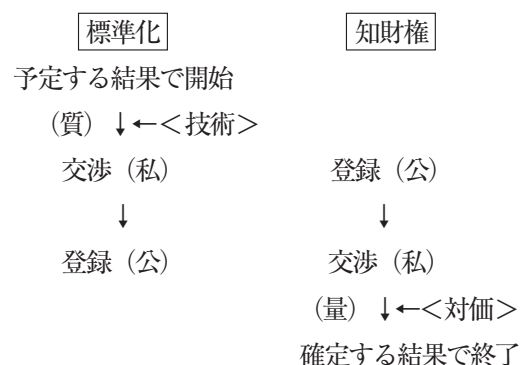 標準化 知財権
予定する結果で開始
（質） ↓←＜技術＞
交渉（私） 登録（公）
↓ ↓
登録（公） 交渉（私）
（量） ↓←＜対価＞
確定する結果で終了